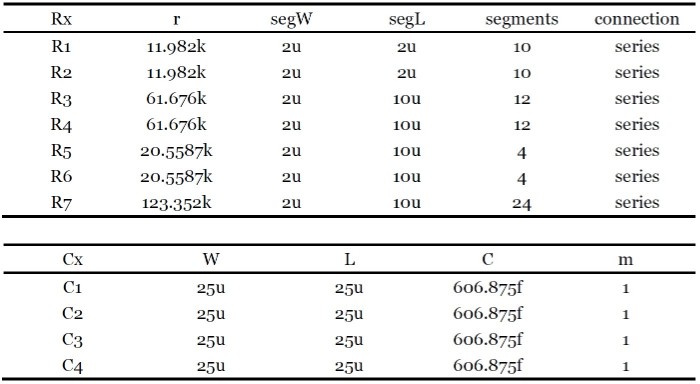 Rx r segW segL segments connection
R1 11.982k 2u 2u 10 series
R2 11.982k 2u 2u 10 series
R3 61.676k 2u 10u 12 series
R4 61.676k 2u 10u 12 series
R5 20.5587k 2u 10u 4 series
R6 20.5587k 2u 10u 4 series
R7 123.352k 2u 10u 24 series
Cx W L C m
C1 25u 25u 606.875f 1
C2 25u 25u 606.875f 1
C3 25u 25u 606.875f 1
C4 25u 25u 606.875f 1